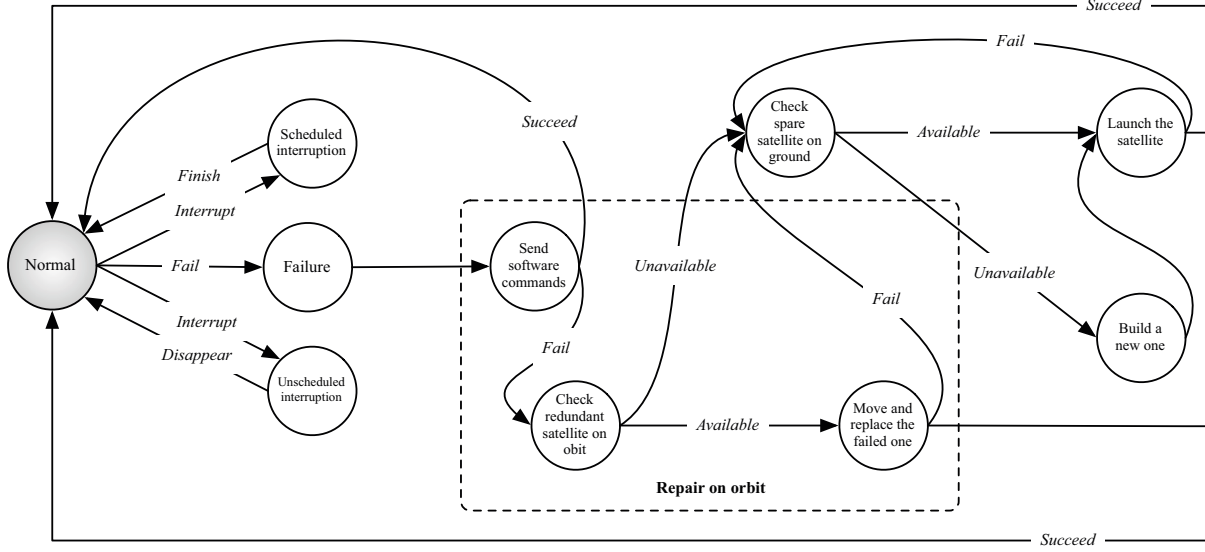 Succeed
Fail
Succeed
Scheduled
interruption
Check
spare
satellite on
ground
Available
Launch the
satellite
Finish
Interrupt
Normal
Fail
Failure
Send
software
commands
Unavailable
Unavailable
Fail
Interrupt
Disappear
Fail
Build a
new one
Unscheduled
interruption
Check
redundant
satellite on
obit
Available
Move and
replace the
failed one
Repair on orbit
Succeed